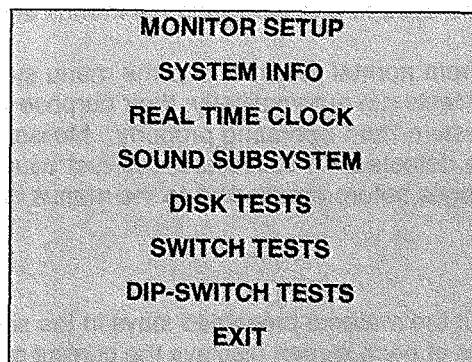 MONITOR SETUP
SYSTEM INFO
REAL TIME CLOCK
SOUND SUBSYSTEM
DISK TESTS
SWITCH TESTS
DIP-SWITCH TESTS
EXIT